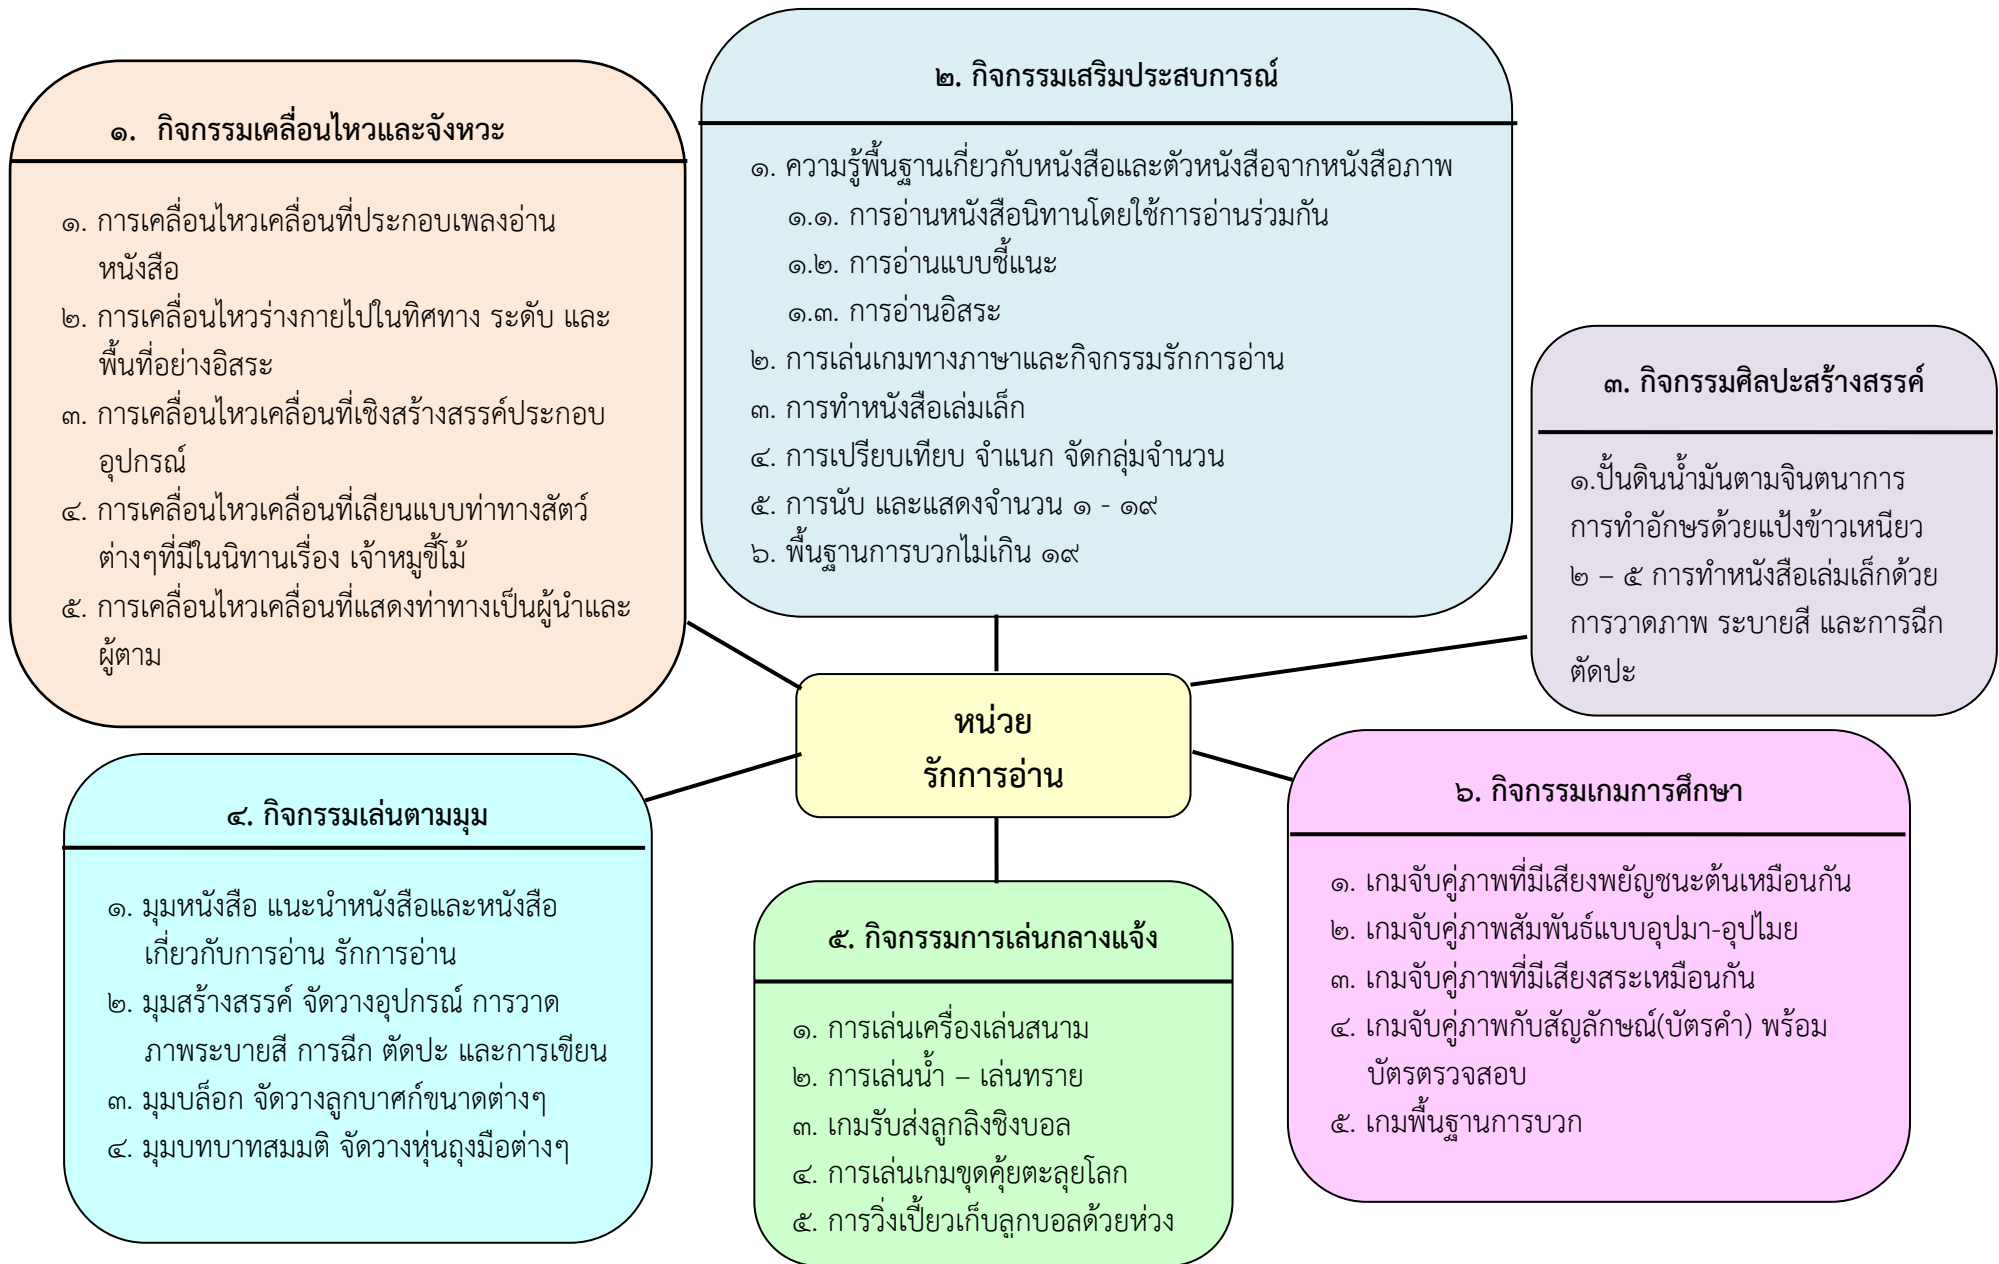 ๑. กิจกรรมเคลื่อนไหวและจังหวะ
๑. การเคลื่อนไหวเคลื่อนที่ประกอบเพลงอ่าน
หนังสือ
๒. การเคลื่อนไหวร่างกายไปในทิศทาง ระดับ และ
พื้นที่อย่างอิสระ
๓. การเคลื่อนไหวเคลื่อนที่เชิงสร้างสรรค์ประกอบ
อุปกรณ์
๔. การเคลื่อนไหวเคลื่อนที่เลียนแบบท่าทางสัตว์
ต่างๆที่มีในนิทานเรื่อง เจ้าหมูขี้โม้
๕. การเคลื่อนไหวเคลื่อนที่แสดงท่าทางเป็นผู้นำและ
ผู้ตาม
๒. กิจกรรมเสริมประสบการณ์
๑. ความรู้พื้นฐานเกี่ยวกับหนังสือและตัวหนังสือจากหนังสือภาพ
๑.๑. การอ่านหนังสือนิทานโดยใช้การอ่านร่วมกัน
๑.๒. การอ่านแบบชี้แนะ
๑.๓. การอ่านอิสระ
๒. การเล่นเกมทางภาษาและกิจกรรมรักการอ่าน
๓. การทำหนังสือเล่มเล็ก
๔. การเปรียบเทียบ จำแนก จัดกลุ่มจำนวน
๕. การนับ และแสดงจำนวน ๑ - ๑๙
๖. พื้นฐานการบวกไม่เกิน ๑๙
๓. กิจกรรมศิลปะสร้างสรรค์
๑.ปั้นดินน้ำมันตามจินตนาการ
การทำอักษรด้วยแป้งข้าวเหนียว
๒ – ๕ การทำหนังสือเล่มเล็กด้วย
การวาดภาพ ระบายสี และการฉีก
ตัดปะ
หน่วย
รักการอ่าน
๔. กิจกรรมเล่นตามมุม
๑. มุมหนังสือ แนะนำหนังสือและหนังสือ
เกี่ยวกับการอ่าน รักการอ่าน
๒. มุมสร้างสรรค์ จัดวางอุปกรณ์ การวาด
ภาพระบายสี การฉีก ตัดปะ และการเขียน
๓. มุมบล็อก จัดวางลูกบาศก์ขนาดต่างๆ
๔. มุมบทบาทสมมติ จัดวางหุ่นถุงมือต่างๆ
๕. กิจกรรมการเล่นกลางแจ้ง
๑. การเล่นเครื่องเล่นสนาม
๒. การเล่นน้ำ – เล่นทราย
๓. เกมรับส่งลูกลิงชิงบอล
๔. การเล่นเกมขุดคุ้ยตะลุยโลก
๕. การวิ่งเปี้ยวเก็บลูกบอลด้วยห่วง
๖. กิจกรรมเกมการศึกษา
๑. เกมจับคู่ภาพที่มีเสียงพยัญชนะต้นเหมือนกัน
๒. เกมจับคู่ภาพสัมพันธ์แบบอุปมา-อุปไมย
๓. เกมจับคู่ภาพที่มีเสียงสระเหมือนกัน
๔. เกมจับคู่ภาพกับสัญลักษณ์(บัตรคำ) พร้อม
บัตรตรวจสอบ
๕. เกมพื้นฐานการบวก